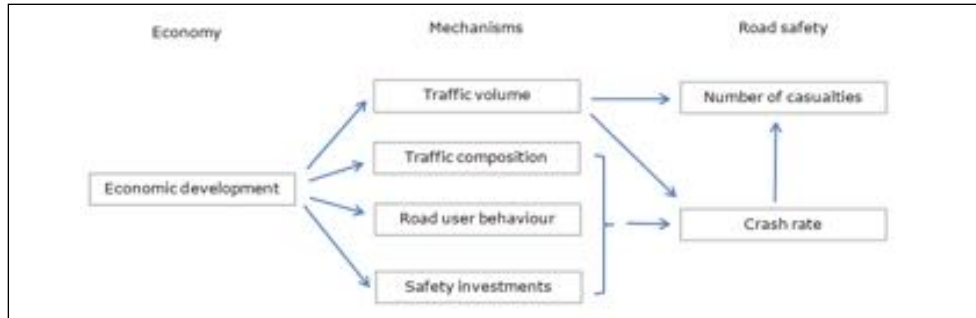 Economy
Mechanisms
Road safety
Traffic volume
Number of casualties
Traffic composition
Economic development
Road user behaviour
Crash rate
Safety investments